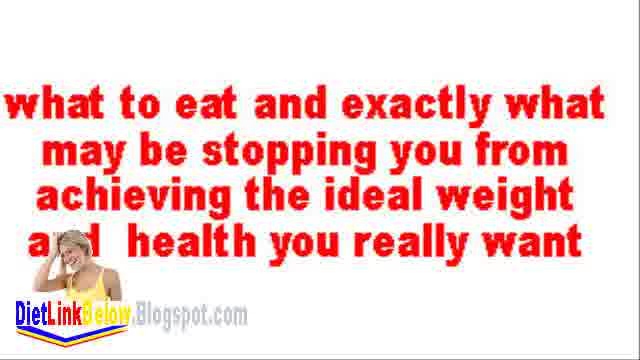 what to eat and exactly what
may be stopping you from
achieving the ideal weight
and health you really want
DietLinkBelow.Blogspot.com